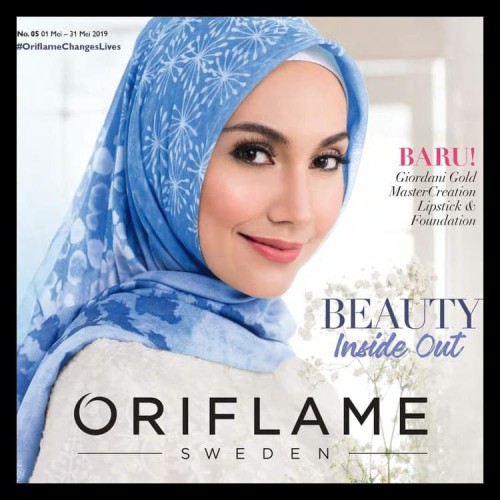 No. 05 01 Mei – 31 Mei 2019
#OriflameChangesLives
BARU!
Giordani Gold
MasterCreation
Lipstick &
Foundation
BEAUTY
Inside Out
ORIFLAME
SWEDEN